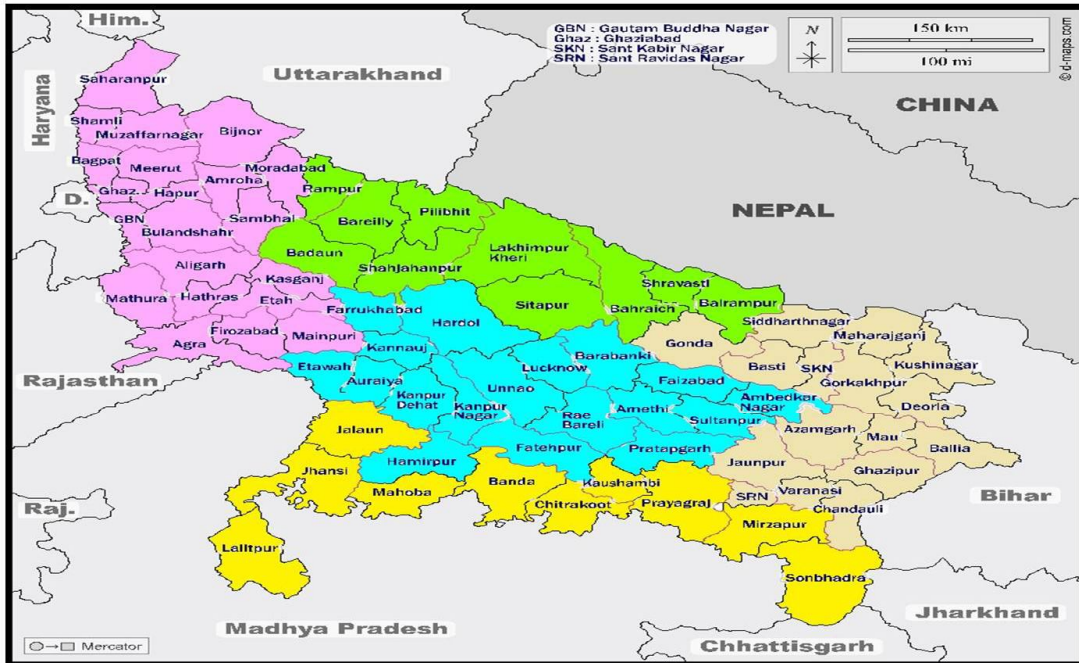 Him.
GBN : Gautam Buddha Nagar
Ghaz : Ghaziabad
SKN : Sant Kabir Nagar
SRN : Sant Ravidas Nagar
N
150 km
100 mi
© d-maps.com
Uttarakhand
Haryana
Saharanpur
CHINA
Shamli
Muzaffarnagar
Bijnor
Bagpat
Meerut
Moradabad
Amroha
Rampur
D.
Ghaz.
Hapur
GBN
Sambhal
Bareilly
Pilibhit
NEPAL
Bulandshahr
Badaun
Lakhimpur
Kheri
Aligarh
Shahjahanpur
Kasganj
Shravasti
Mathura
Hathras
Etah
Sitapur
Bahraich
Balrampur
Farrukhabad
Hardoi
Siddharthnagar
Maharajganj
Firozabad
Mainpuri
Agra
Kannauj
Barabanki
Gonda
Basti
SKN
Kushinagar
Rajasthan
Etawah
Auraiya
Lucknow
Faizabad
Gorkakhpur
Unnao
Kanpur
Dehat
Kanpur
Nagar
Rae
Bareli
Amethi
Ambedkar
Nagar
Deoria
Sultanpur
Azamgarh
Mau
Ballia
Jalaun
Fatehpur
Pratapgarh
Jaunpur
Ghazipur
Hamirpur
Jhansi
Mahoba
Banda
Kaushambi
Chitrakoot
Prayagraj
SRN
Varanasi
Chandauli
Bihar
Raj.
Mirzapur
Lalitpur
Sonbhadra
Jharkhand
Madhya Pradesh
Chhattisgarh
Mercator